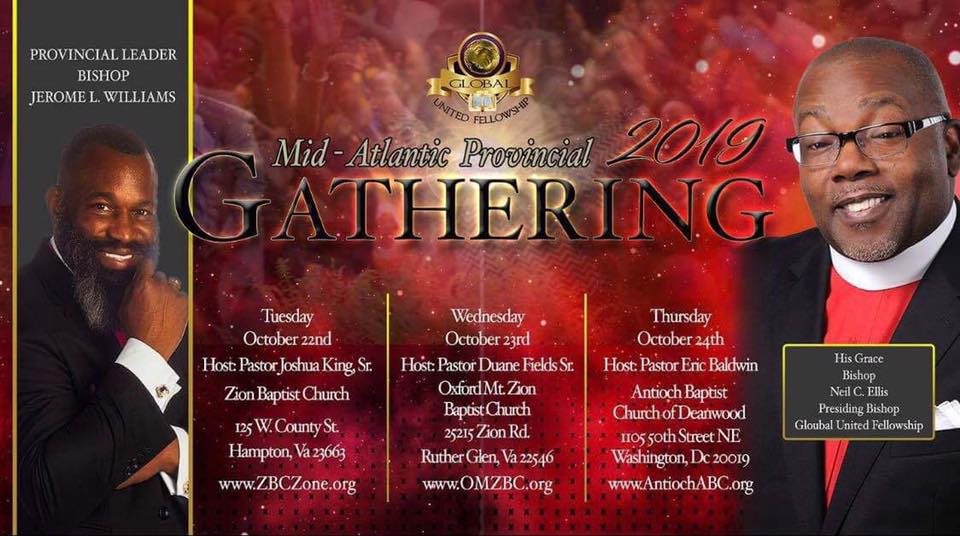 PROVINCIAL LEADER
BISHOP
JEROME L. WILLIAMS
GLOBAL
UNITED FELLOWSHIP
Mid - Atlantic Provincial 2019
GATHERING
Tuesday
October 22nd
Host: Pastor Joshua King, Sr.
Zion Baptist Church
125 W. County St.
Hampton, Va 23663
www.ZBCZone.org
Wednesday
October 23rd
Host: Pastor Duane Fields Sr.
Oxford Mt. Zion
Baptist Church
25215 Zion Rd.
Ruther Glen, Va 22546
www.OMZBC.org
Thursday
October 24th
Host: Pastor Eric Baldwin
Antioch Baptist
Church of Deanwood
1105 50th Street NE
Washington, Dc 20019
www.AntiochABC.org
His Grace
Bishop
Neil C. Ellis
Presiding Bishop
Gloubal United Fellowship